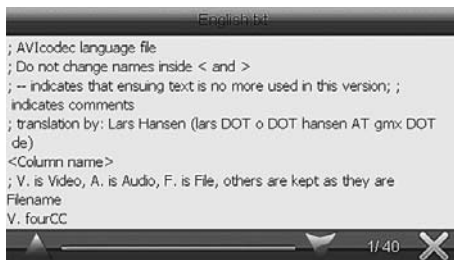 English.txt
; AVIcodec language file
; Do not change names inside < and >
; -- indicates that ensuing text is no more used in this version; ;
indicates comments
; translation by: Lars Hansen (lars DOT o DOT hansen AT gmx DOT
de)
<Column name>
; V. is Video, A. is Audio, F. is File, others are kept as they are
Filename
V. fourCC
1/40